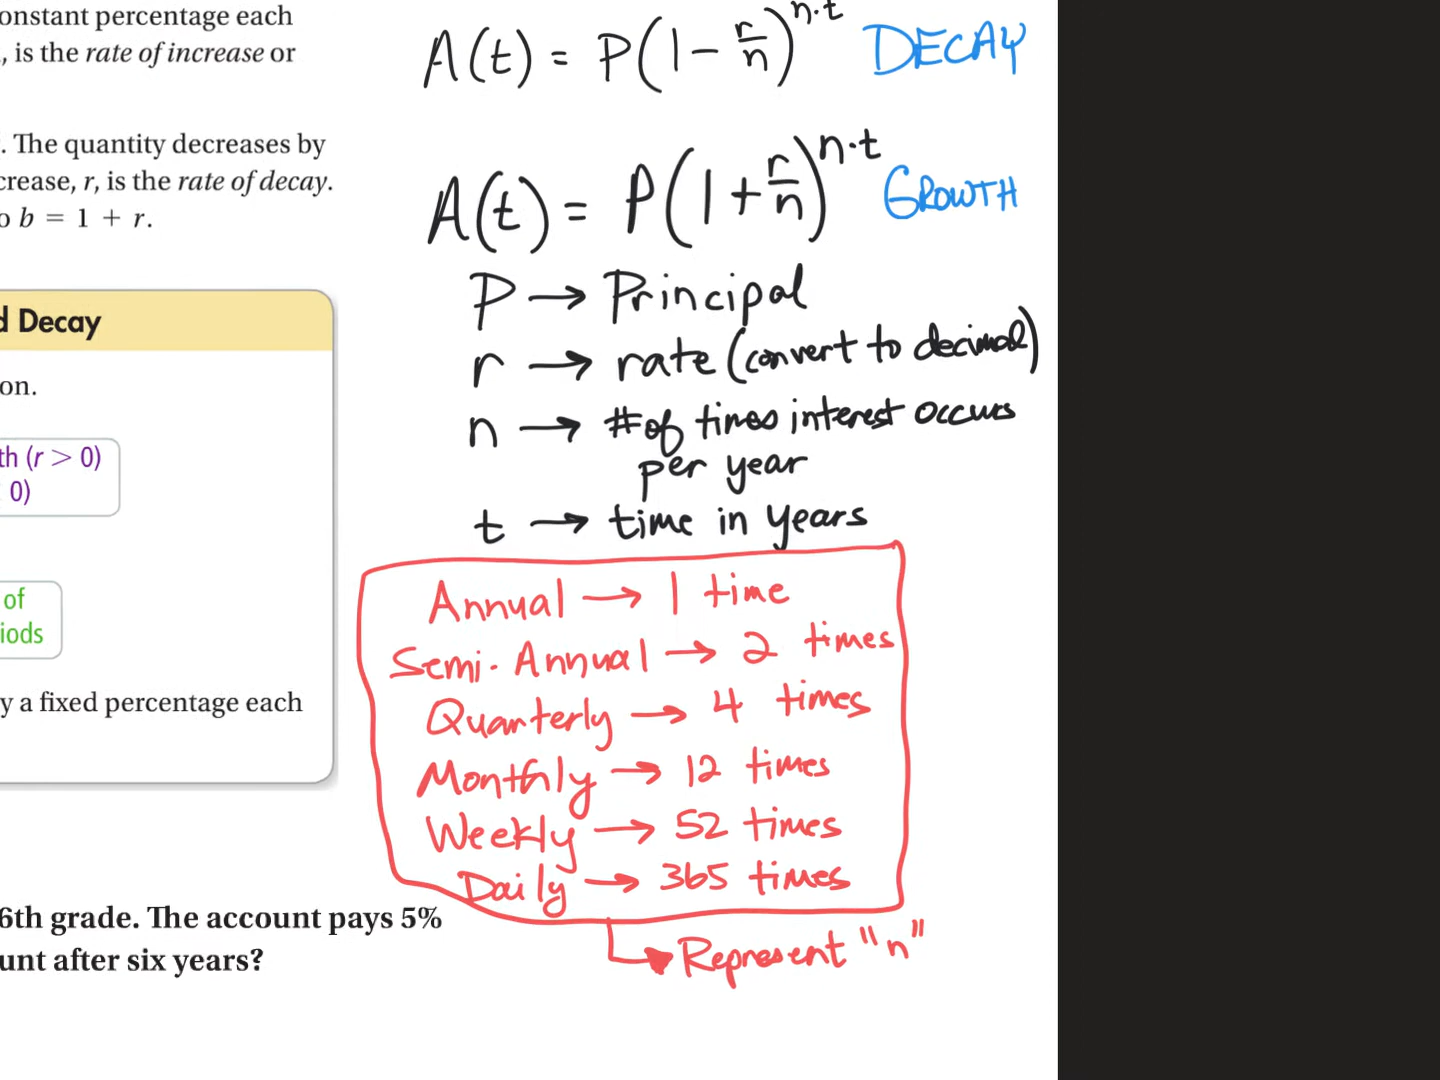 onstant percentage each
, is the rate of increase or
. The quantity decreases by
crease, r, is the rate of decay.
o b = 1 + r.
d Decay
on.
th (r > 0)
0)
of
iods
y a fixed percentage each
6th grade. The account pays 5%
unt after six years?
A(t) = P(1 - r/n)^n·t DECAY
A(t) = P(1 + r/n)^n·t GROWTH
P → Principal
r → rate (convert to decimal)
n → # of times interest occurs
per year
t → time in years
Annual → 1 time
Semi-Annual → 2 times
Quarterly → 4 times
Monthly → 12 times
Weekly → 52 times
Daily → 365 times
Represent "n"